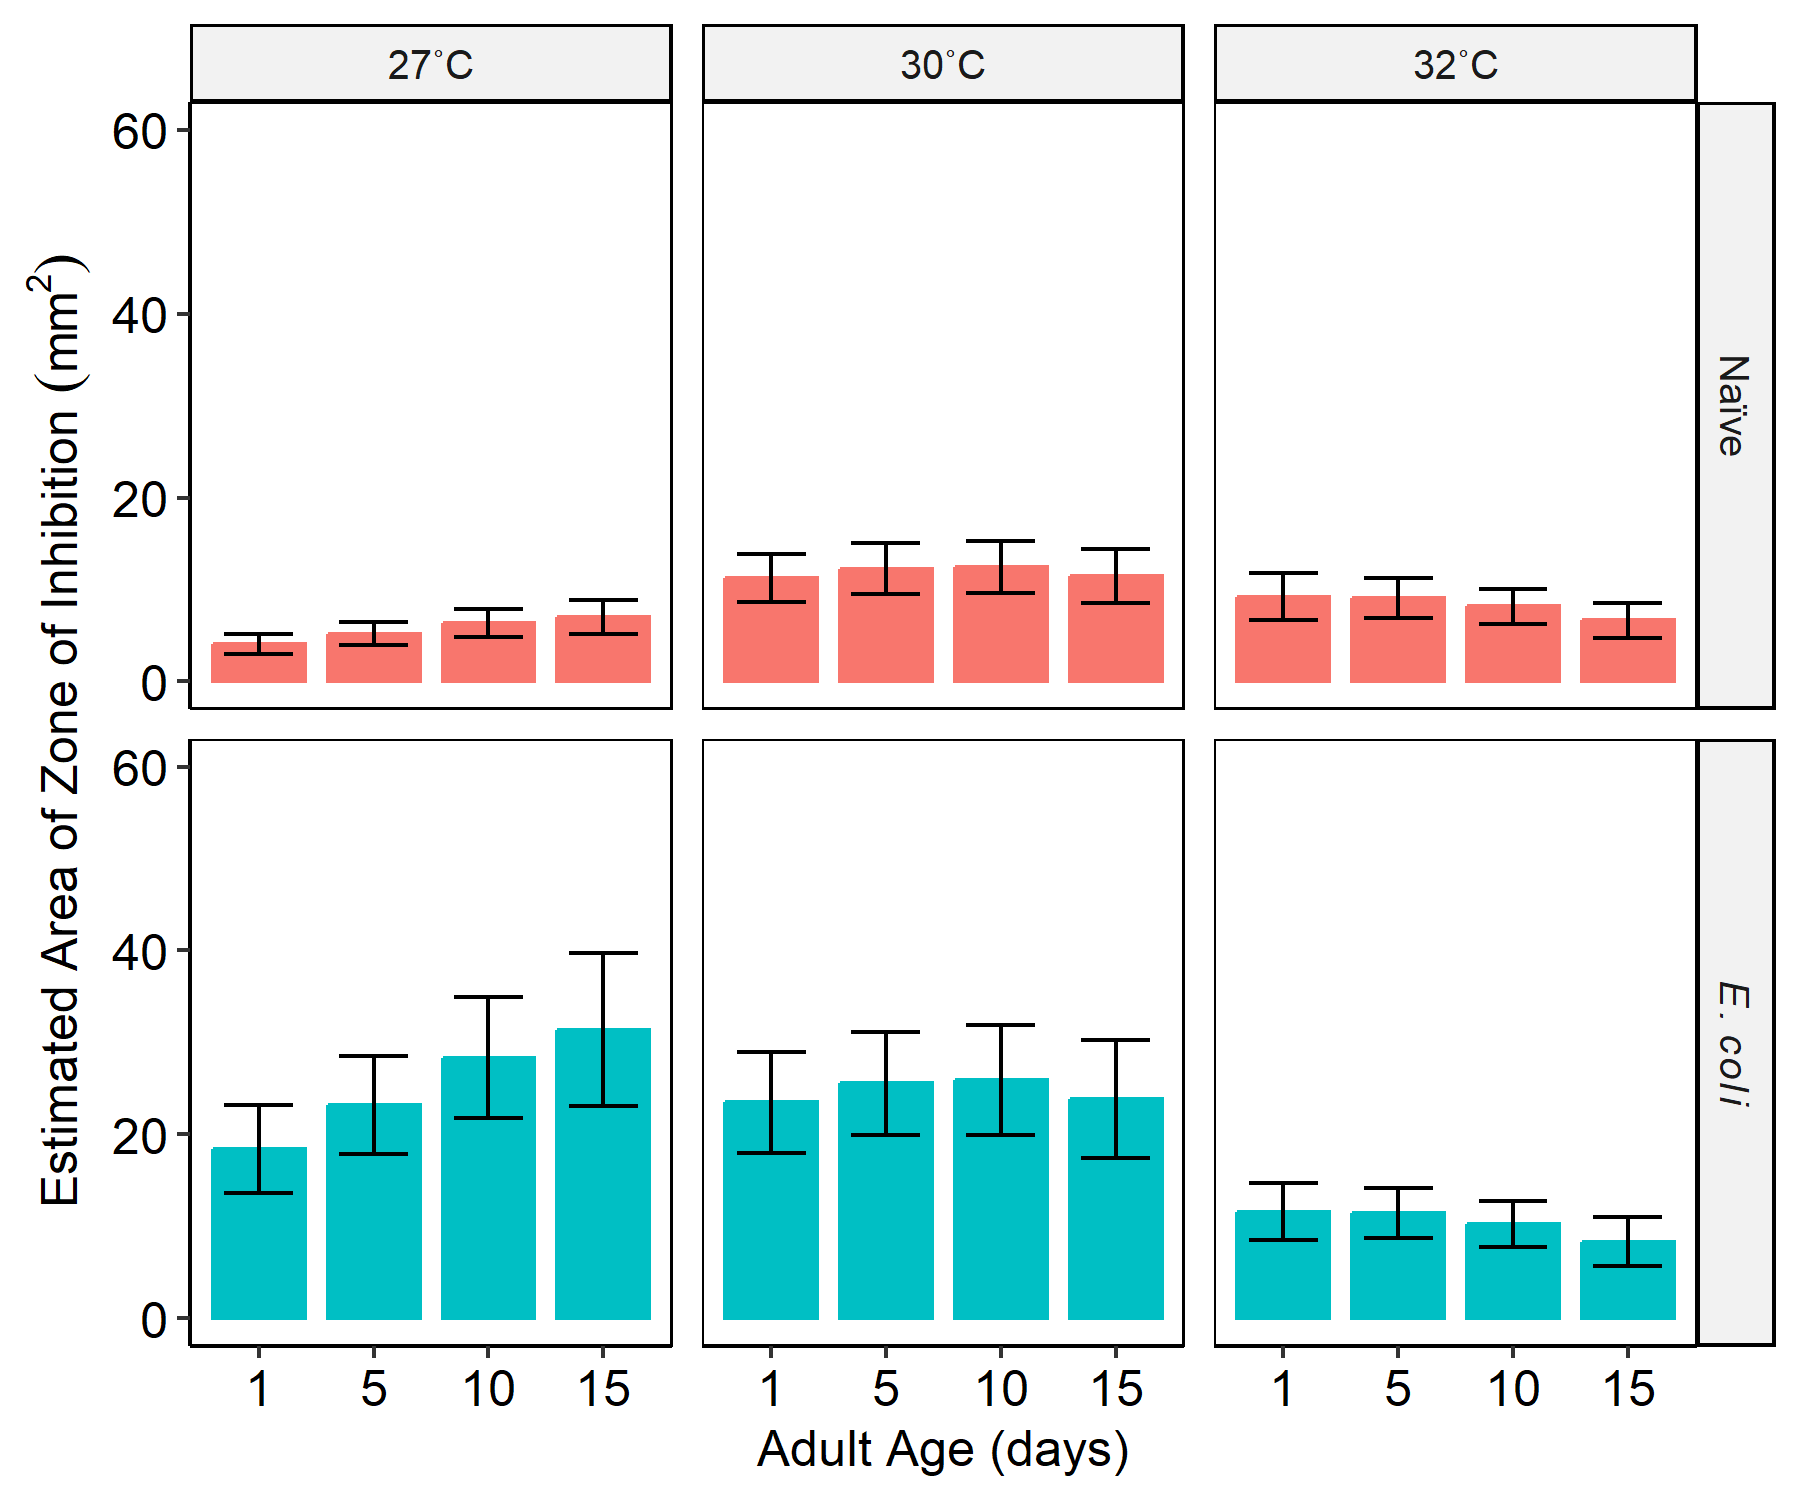 27°C 30°C 32°C
60
40
20
0
Naïve
60
40
20
0
E. coli
1 5 10 15 1 5 10 15 1 5 10 15
Adult Age (days)
Estimated Area of Zone of Inhibition (mm²)